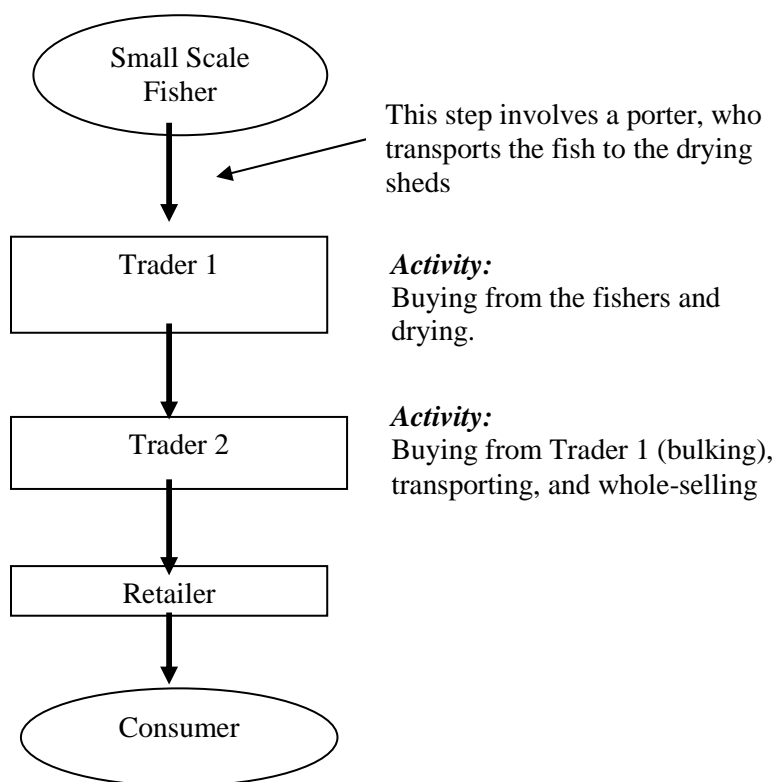 Small Scale
Fisher
This step involves a porter, who
transports the fish to the drying
sheds
Trader 1
Activity:
Buying from the fishers and
drying.
Trader 2
Activity:
Buying from Trader 1 (bulking),
transporting, and whole-selling
Retailer
Consumer